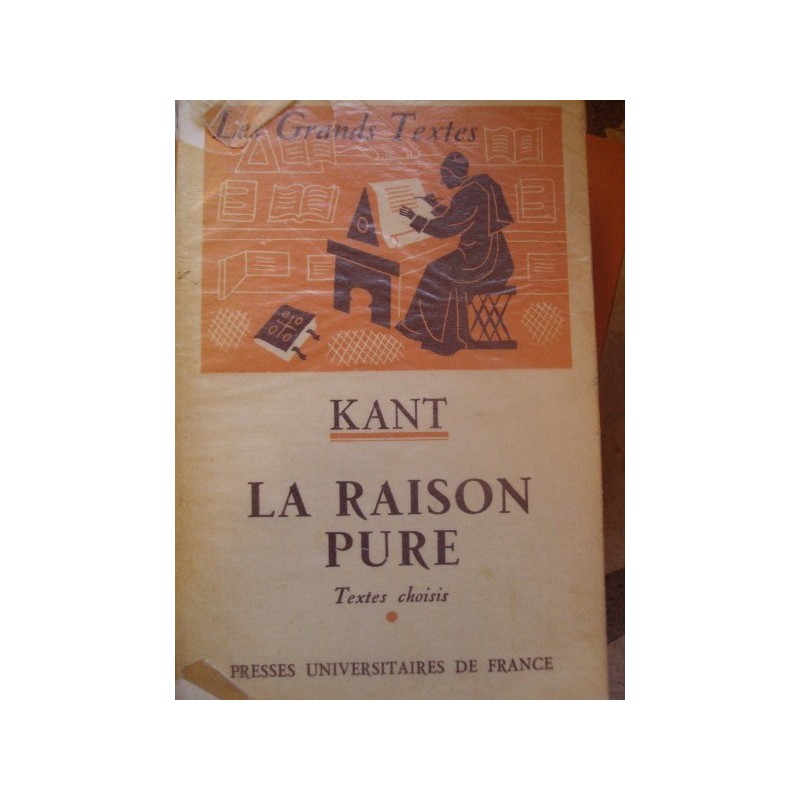 Les Grands Textes
KANT
LA RAISON
PURE
Textes choisis
PRESSES UNIVERSITAIRES DE FRANCE